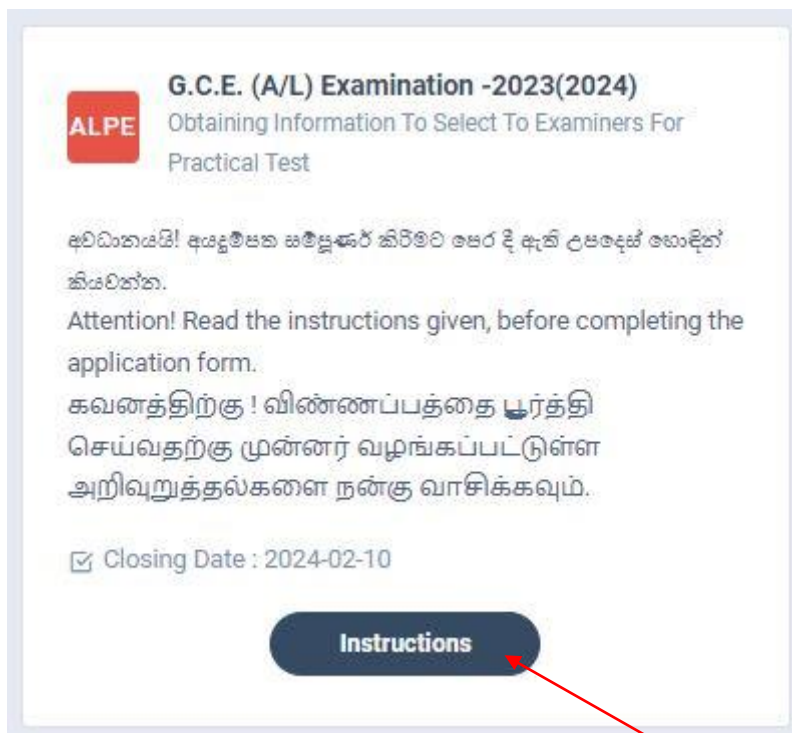 G.C.E. (A/L) Examination -2023(2024)
ALPE
Obtaining Information To Select To Examiners For
Practical Test
අවධානයයි! අයදුම්පත සම්පූණර් කිරීමට පෙර දී ඇති උපදෙස් හොඳින්
කියවන්න.
Attention! Read the instructions given, before completing the
application form.
கவனத்திற்கு ! விண்ணப்பத்தை பூர்த்தி
செய்வதற்கு முன்னர் வழங்கப்பட்டுள்ள
அறிவுறுத்தல்களை நன்கு வாசிக்கவும்.
Closing Date : 2024-02-10
Instructions